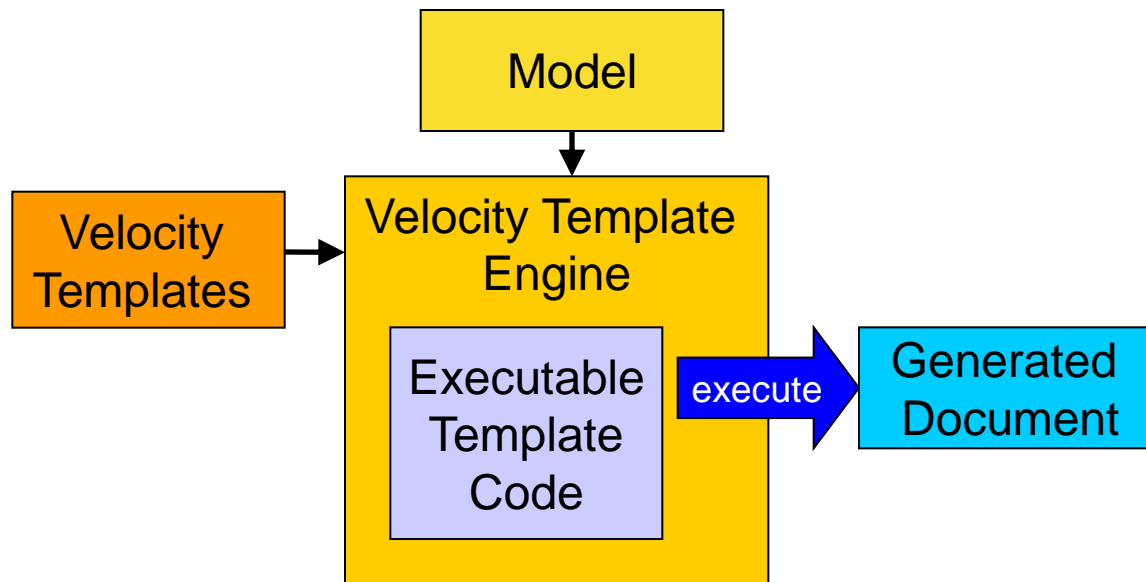 Model
Velocity
Templates
Velocity Template
Engine
Executable
Template
Code
execute
Generated
Document